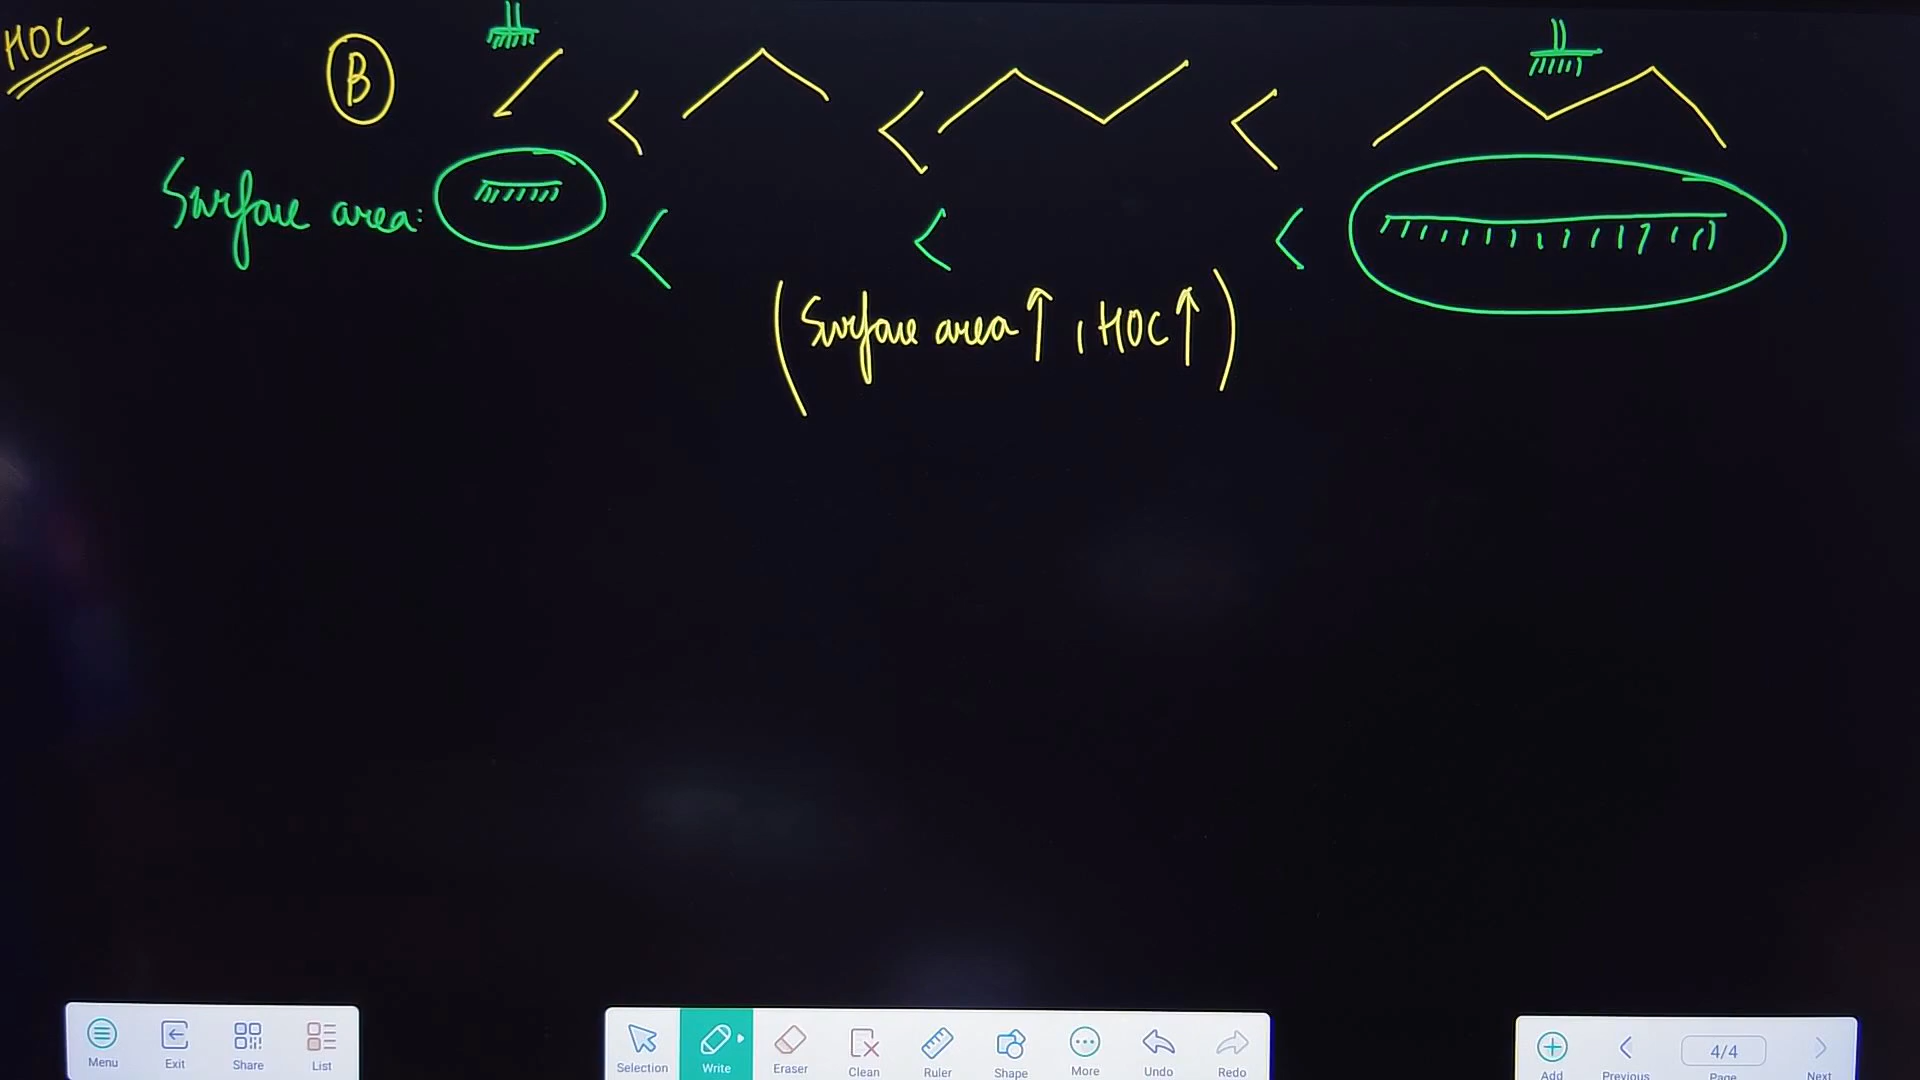 HOC
B < < <
Surface area: < < <
(Surface area ↑, HOC ↑)
Menu Exit Share List
Selection Write Eraser Clean Ruler Shape More Undo Redo
Add Previous 4/4 Page Next